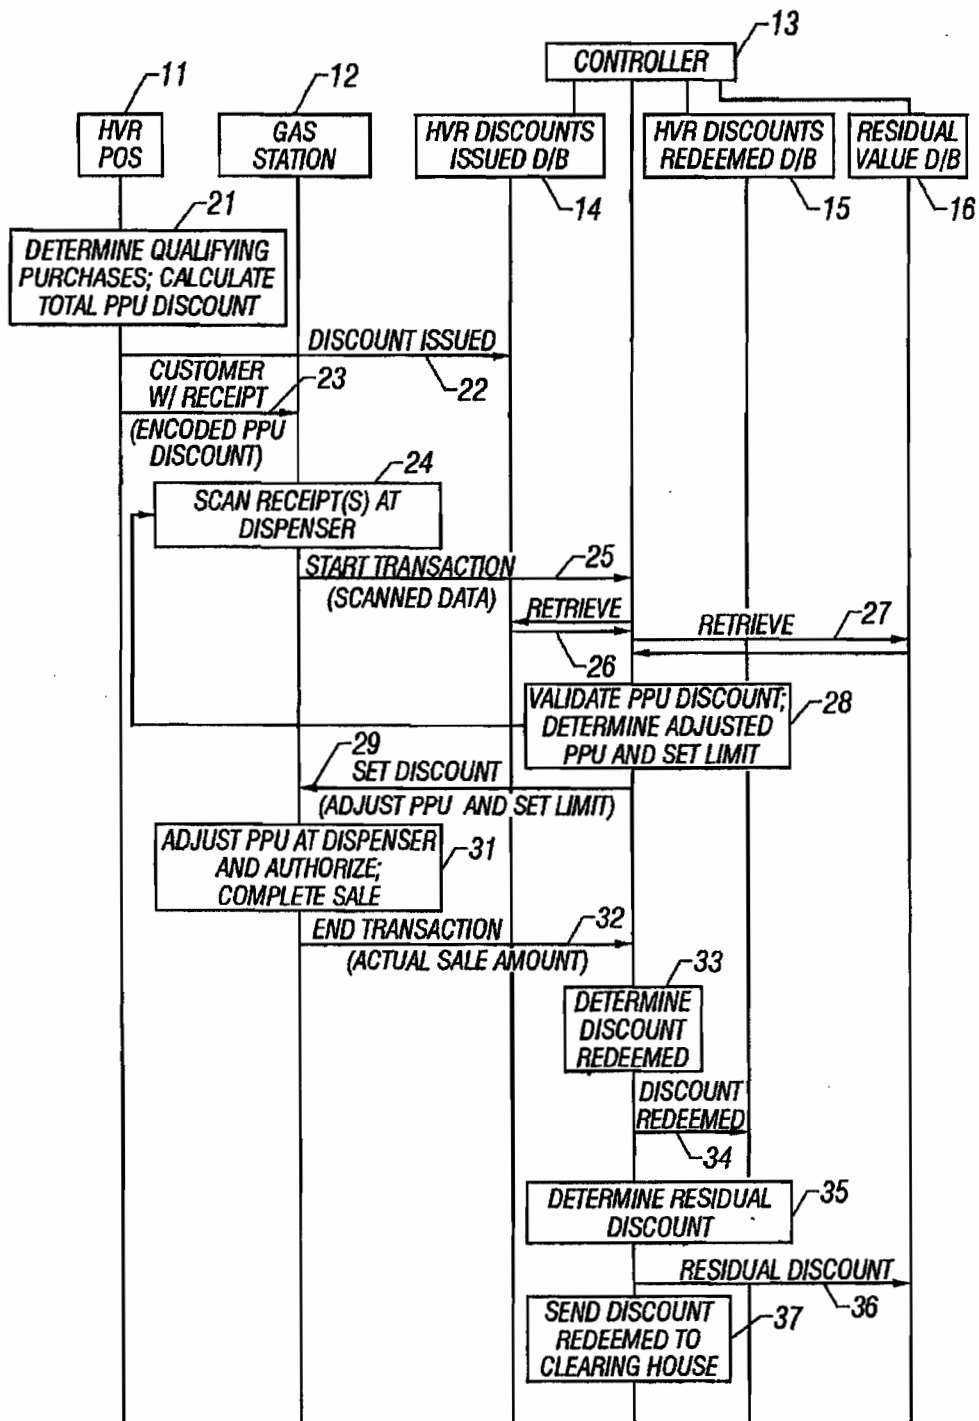 13
CONTROLLER
11
12
HVR
POS
GAS
STATION
HVR DISCOUNTS
ISSUED D/B
HVR DISCOUNTS
REDEEMED D/B
RESIDUAL
VALUE D/B
14
15
16
21
DETERMINE QUALIFYING
PURCHASES; CALCULATE
TOTAL PPU DISCOUNT
DISCOUNT ISSUED
22
CUSTOMER
W/ RECEIPT
23
(ENCODED PPU
DISCOUNT)
24
SCAN RECEIPT(S) AT
DISPENSER
START TRANSACTION
25
(SCANNED DATA)
RETRIEVE
26
RETRIEVE
27
VALIDATE PPU DISCOUNT;
DETERMINE ADJUSTED
PPU AND SET LIMIT
28
29
SET DISCOUNT
(ADJUST PPU AND SET LIMIT)
ADJUST PPU AT DISPENSER
AND AUTHORIZE;
COMPLETE SALE
31
END TRANSACTION
32
(ACTUAL SALE AMOUNT)
33
DETERMINE
DISCOUNT
REDEEMED
DISCOUNT
REDEEMED
34
DETERMINE RESIDUAL
DISCOUNT
35
RESIDUAL DISCOUNT
36
SEND DISCOUNT
REDEEMED TO
CLEARING HOUSE
37